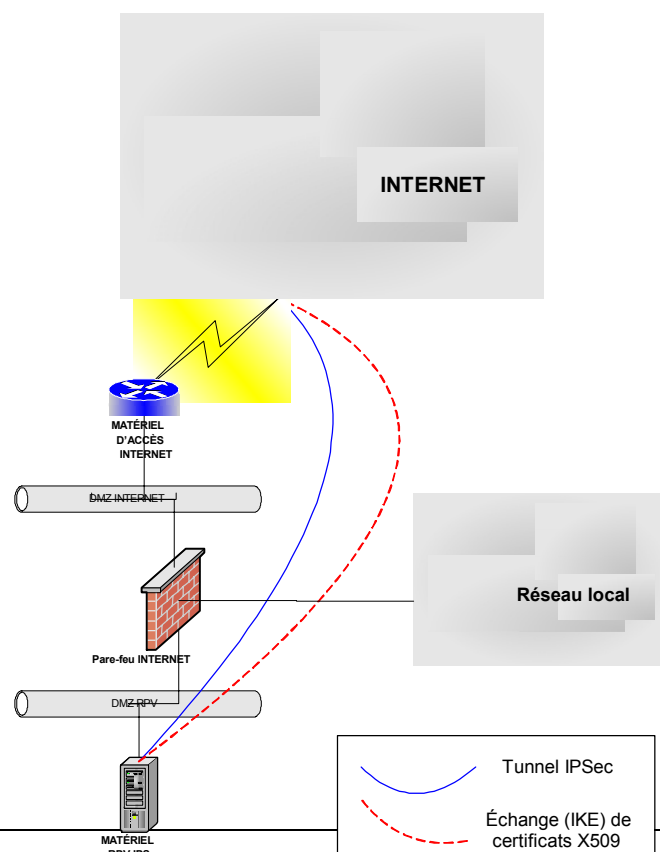 INTERNET
MATÉRIEL
D'ACCÈS
INTERNET
DMZ INTERNET
Réseau local
Pare-feu INTERNET
DMZ RPV
Tunnel IPSec
Échange (IKE) de
certificats X509
MATÉRIEL